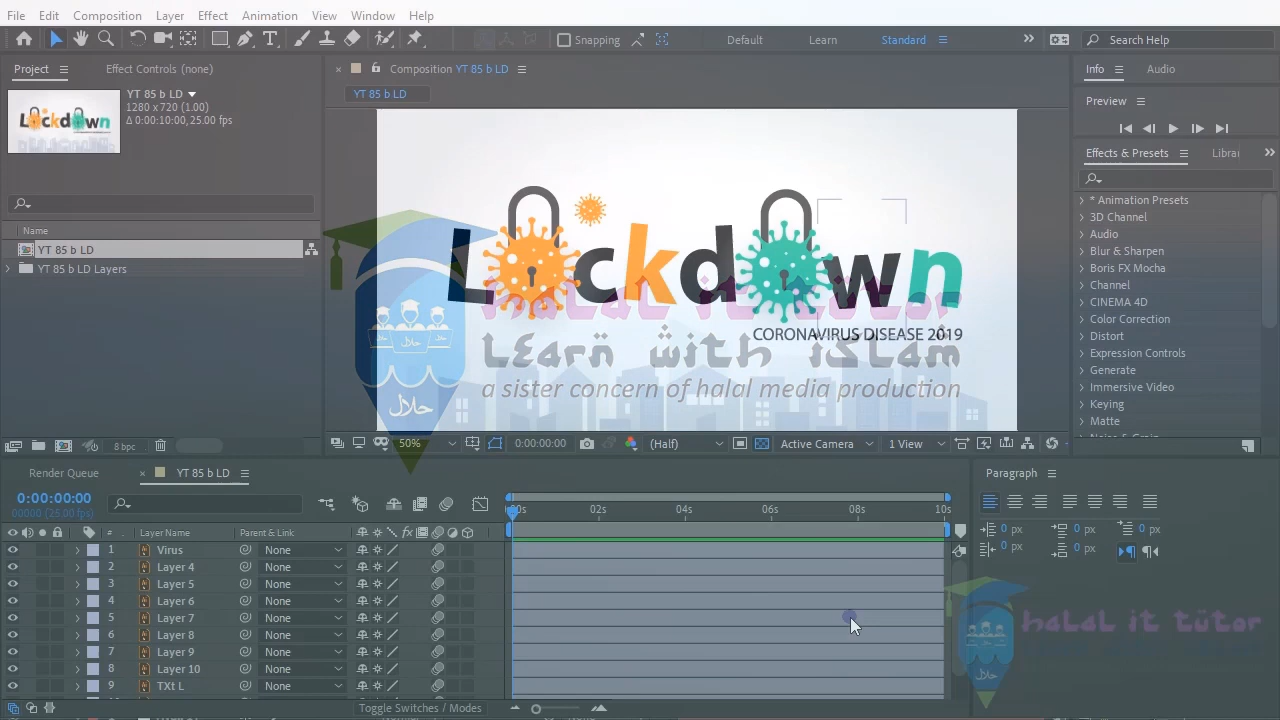 File Edit Composition Layer Effect Animation View Window Help
Snapping Default Learn Standard Search Help
Project Effect Controls (none) Composition YT 85 b LD Info Audio
YT 85 b LD
1280 x 720 (1.00)
Δ 0:00:10:00, 25.00 fps
YT 85 b LD
Preview
Effects & Presets Librai
Name
YT 85 b LD
YT 85 b LD Layers
Lockdown
CORONAVIRUS DISEASE 2019
halal it tutor
Learn with islam
a sister concern of halal media production
حلال
حلال
* Animation Presets
3D Channel
Audio
Blur & Sharpen
Boris FX Mocha
Channel
CINEMA 4D
Color Correction
Distort
Expression Controls
Generate
Immersive Video
Keying
Matte
8 bpc 50% 0:00:00:00 (Half) Active Camera 1 View
Render Queue YT 85 b LD Paragraph
0:00:00:00
00000 (25.00 fps)
02s 04s 06s 08s 10s
# Layer Name Parent & Link fx
1 Virus None
2 Layer 4 None
3 Layer 5 None
4 Layer 6 None
5 Layer 7 None
6 Layer 8 None
7 Layer 9 None
8 Layer 10 None
9 TXt L None
Toggle Switches / Modes
0 px 0 px 0 px
0 px 0 px
halal it tutor
حلال